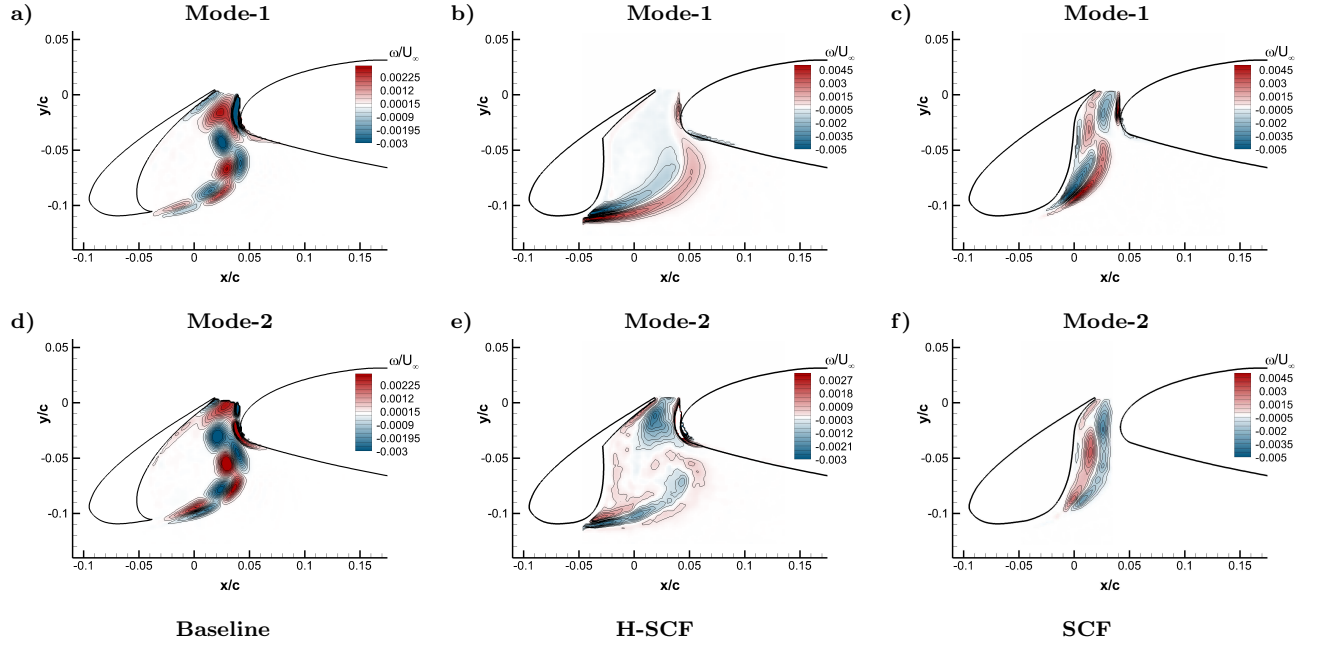 a) Mode-1
ω/U∞
0.00225
0.0012
0.00015
-0.0009
-0.00195
-0.003
y/c
0.05
0
-0.05
-0.1
-0.1 -0.05 0 0.05 0.1 0.15
x/c
b) Mode-1
ω/U∞
0.0045
0.003
0.0015
-0.0005
-0.002
-0.0035
-0.005
y/c
0.05
0
-0.05
-0.1
-0.1 -0.05 0 0.05 0.1 0.15
x/c
c) Mode-1
ω/U∞
0.0045
0.003
0.0015
-0.0005
-0.002
-0.0035
-0.005
y/c
0.05
0
-0.05
-0.1
-0.1 -0.05 0 0.05 0.1 0.15
x/c
d) Mode-2
ω/U∞
0.00225
0.0012
0.00015
-0.0009
-0.00195
-0.003
y/c
0.05
0
-0.05
-0.1
-0.1 -0.05 0 0.05 0.1 0.15
x/c
e) Mode-2
ω/U∞
0.0027
0.0018
0.0009
-0.0003
-0.0012
-0.0021
-0.003
y/c
0.05
0
-0.05
-0.1
-0.1 -0.05 0 0.05 0.1 0.15
x/c
f) Mode-2
ω/U∞
0.0045
0.003
0.0015
-0.0005
-0.002
-0.0035
-0.005
y/c
0.05
0
-0.05
-0.1
-0.1 -0.05 0 0.05 0.1 0.15
x/c
Baseline H-SCF SCF